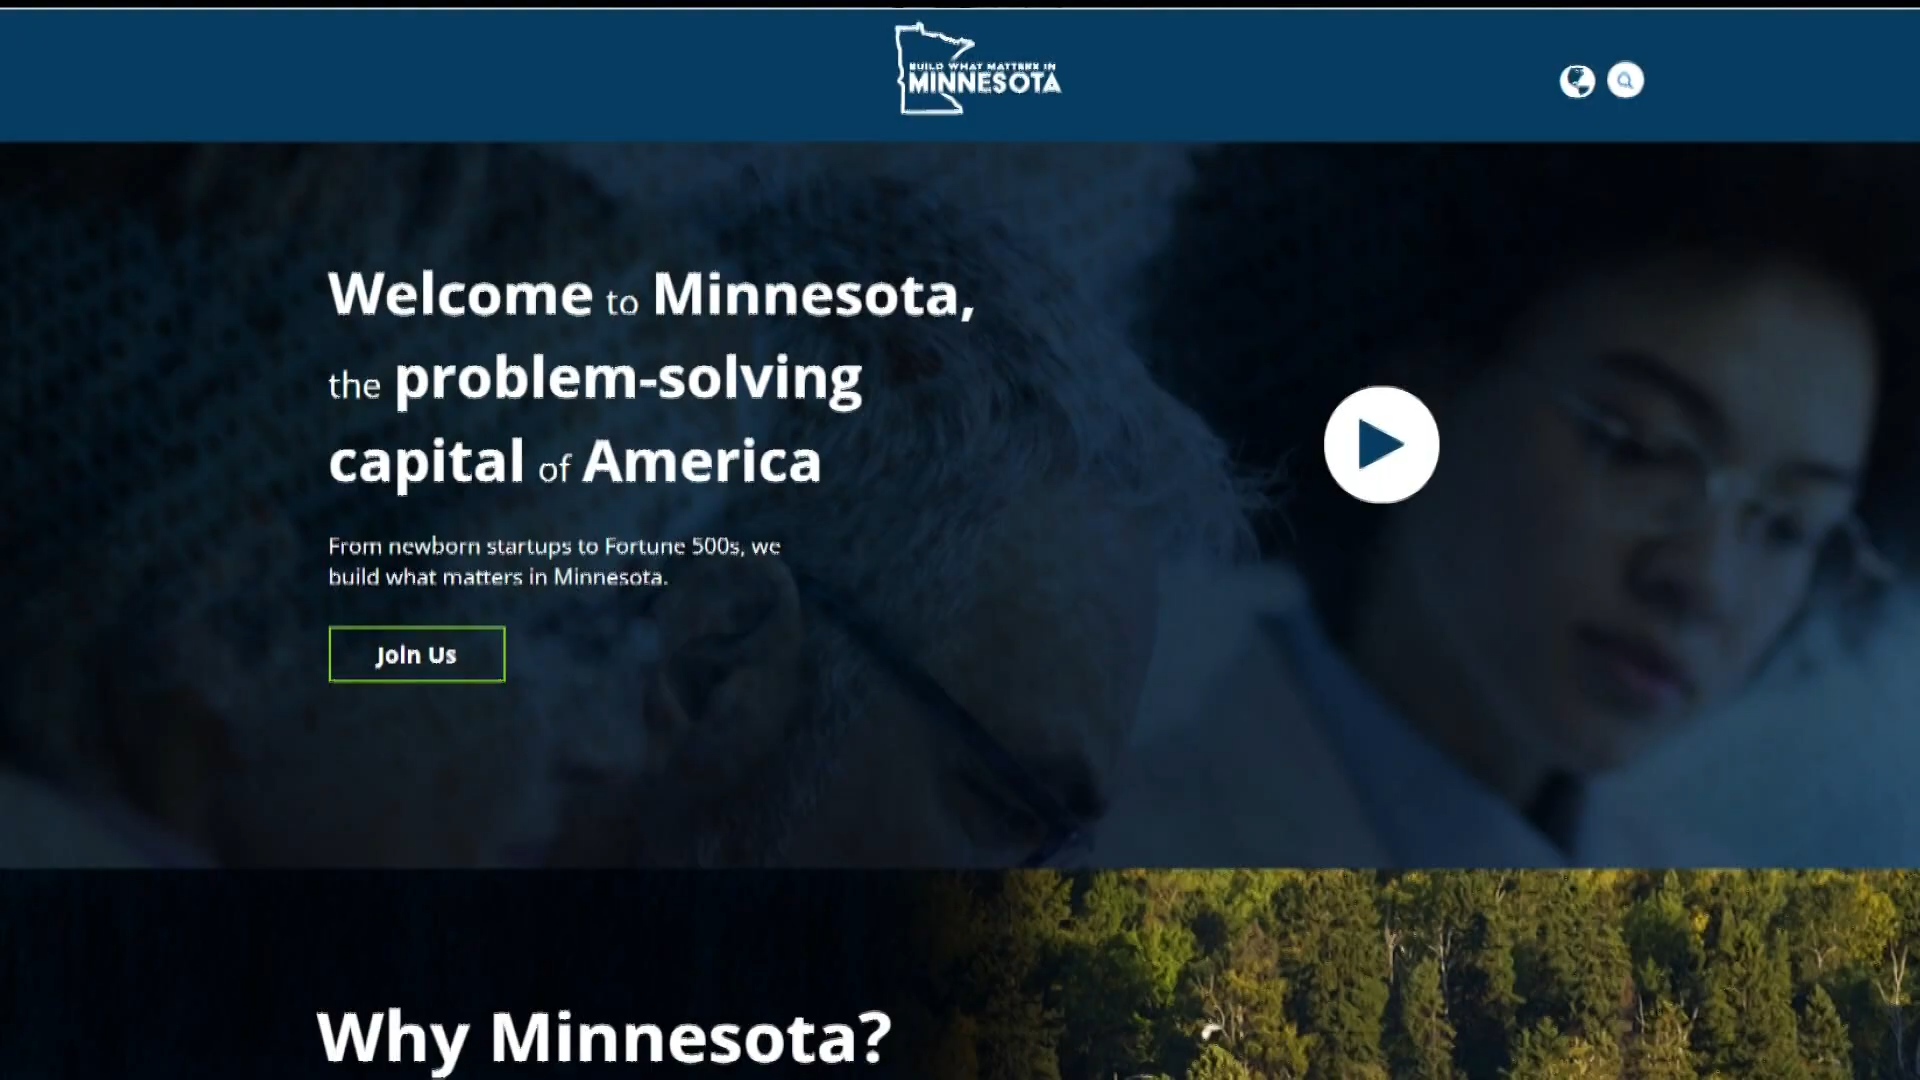 BUILD WHAT MATTERS IN
MINNESOTA
Welcome to Minnesota,
the problem-solving
capital of America
From newborn startups to Fortune 500s, we
build what matters in Minnesota.
Join Us
Why Minnesota?